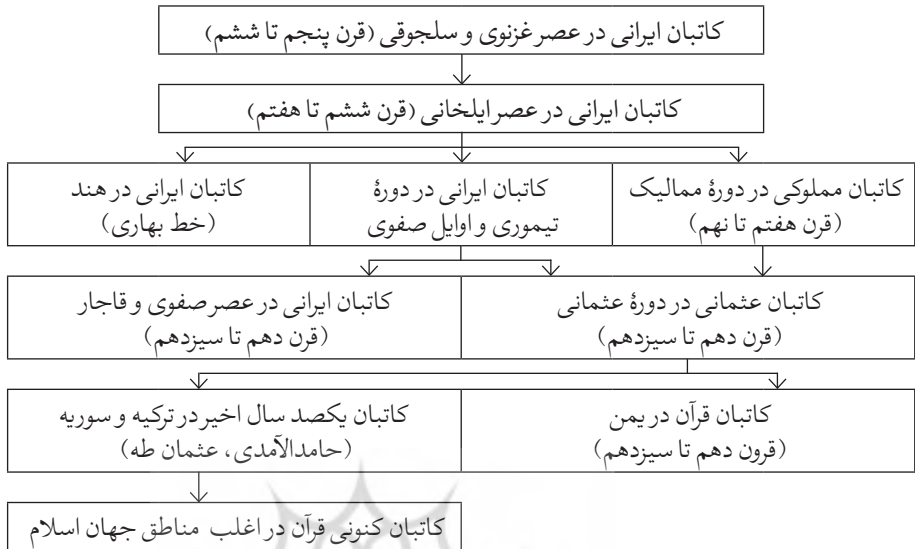 کاتبان ایرانی در عصر غزنوی و سلجوقی (قرن پنجم تا ششم)
کاتبان ایرانی در عصر ایلخانی (قرن ششم تا هفتم)
کاتبان مملوکی در دورهٔ ممالیک
(قرن هفتم تا نهم)
کاتبان ایرانی در دورهٔ
تیموری و اوایل صفوی
کاتبان ایرانی در هند
(خط بهاری)
کاتبان عثمانی در دورهٔ عثمانی
(قرن دهم تا سیزدهم)
کاتبان ایرانی در عصر صفوی و قاجار
(قرن دهم تا سیزدهم)
کاتبان قرآن در یمن
(قرون دهم تا سیزدهم)
کاتبان یکصد سال اخیر در ترکیه و سوریه
(حامدالآمدی، عثمان طه)
کاتبان کنونی قرآن در اغلب مناطق جهان اسلام